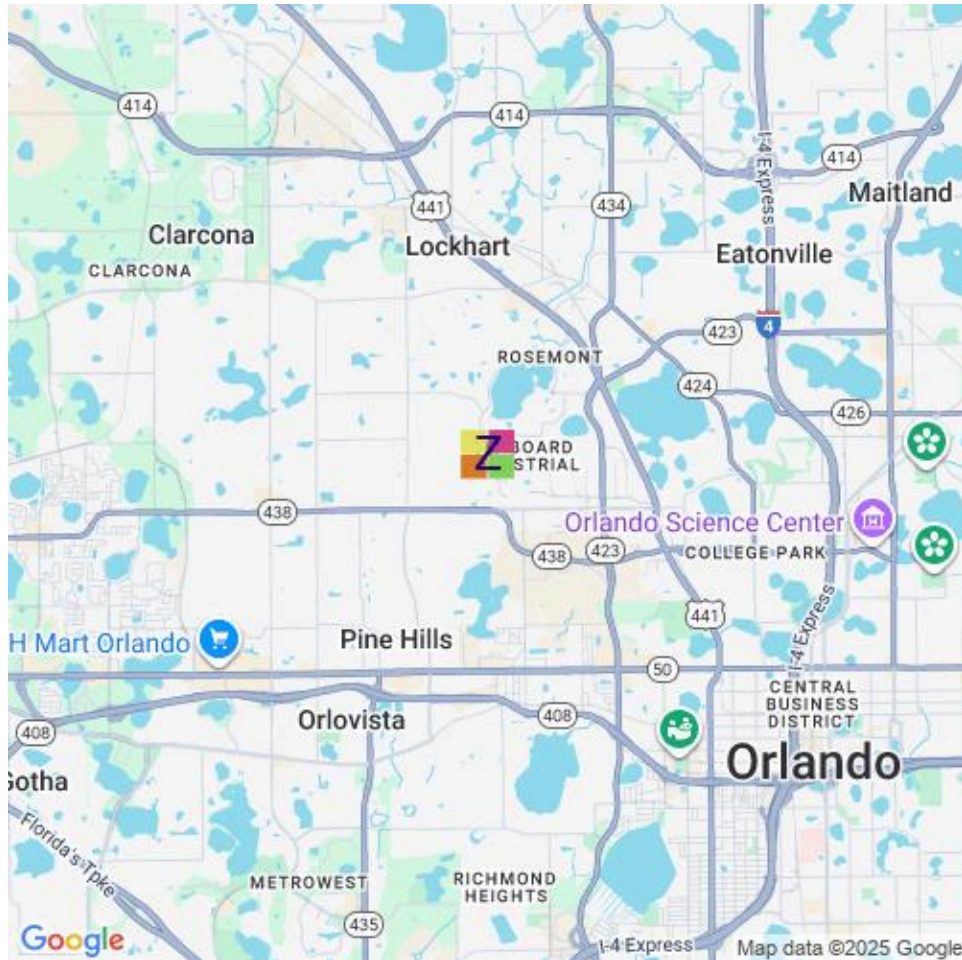 414
414
I-4 Express
414
441
434
Maitland
Clarcona
Lockhart
Eatonville
CLARCONA
423
4
ROSEMONT
424
426
Z
BOARD
STRIAL
438
Orlando Science Center
438
423
COLLEGE PARK
441
I-4 Express
H Mart Orlando
Pine Hills
50
CENTRAL
BUSINESS
DISTRICT
Orlovista
408
408
Orlando
Gotha
Florida's Tpke
METROWEST
RICHMOND
HEIGHTS
435
I-4 Express
Google
Map data ©2025 Google